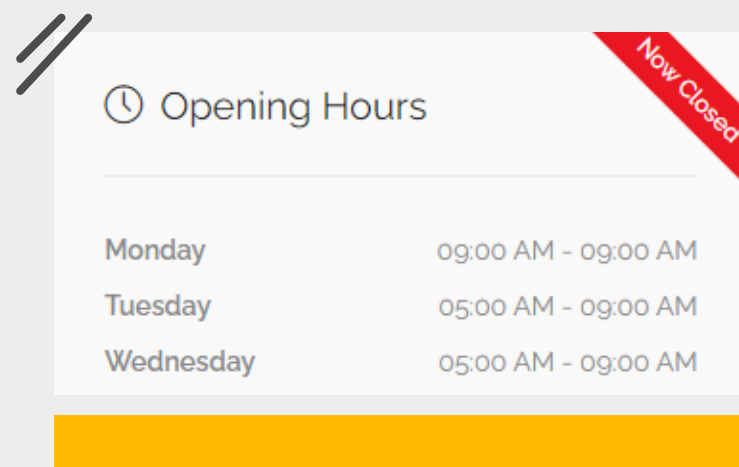 Now Closed
Opening Hours
Monday 09:00 AM - 09:00 AM
Tuesday 05:00 AM - 09:00 AM
Wednesday 05:00 AM - 09:00 AM